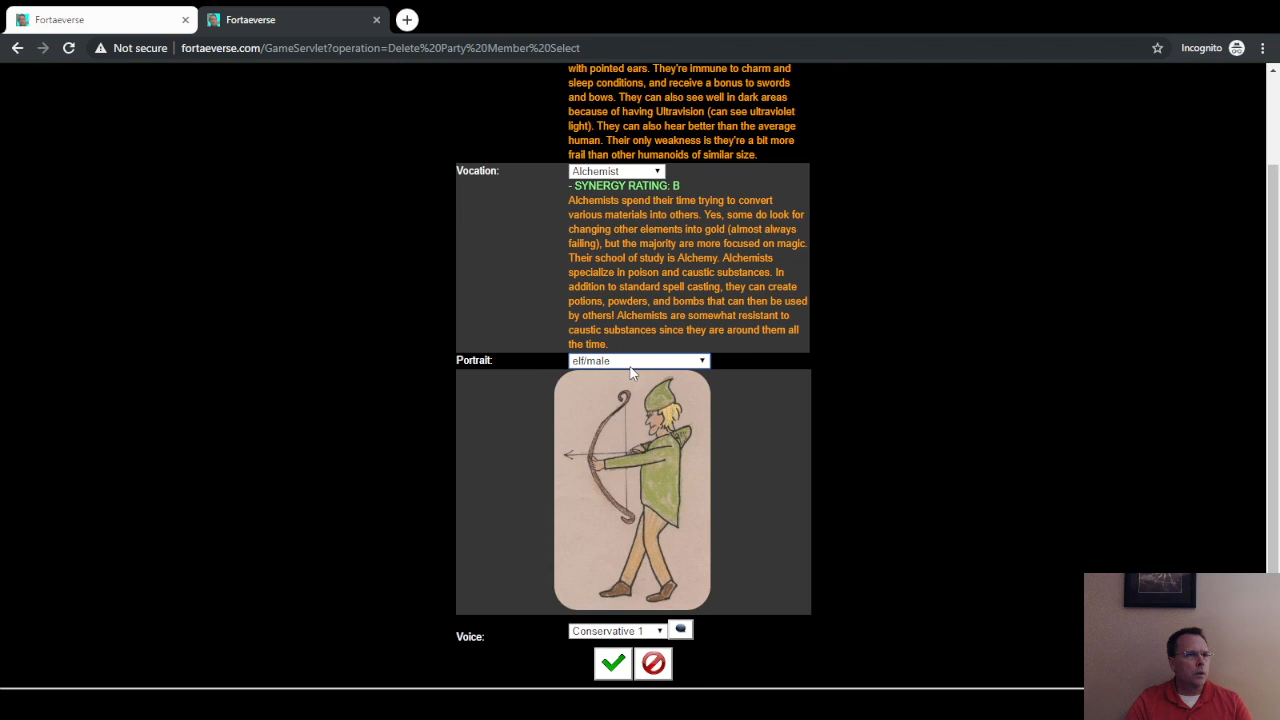 Fortaeverse
Fortaeverse
Not secure | fortaeverse.com/GameServlet?operation=Delete%20Party%20Member%20Select
Incognito
with pointed ears. They're immune to charm and
sleep conditions, and receive a bonus to swords
and bows. They can also see well in dark areas
because of having Ultravision (can see ultraviolet
light). They can also hear better than the average
human. Their only weakness is they're a bit more
frail than other humanoids of similar size.
Vocation: Alchemist
- SYNERGY RATING: B
Alchemists spend their time trying to convert
various materials into others. Yes, some do look for
changing other elements into gold (almost always
failing), but the majority are more focused on magic.
Their school of study is Alchemy. Alchemists
specialize in poison and caustic substances. In
addition to standard spell casting, they can create
potions, powders, and bombs that can then be used
by others! Alchemists are somewhat resistant to
caustic substances since they are around them all
the time.
Portrait: elf/male
Voice: Conservative 1